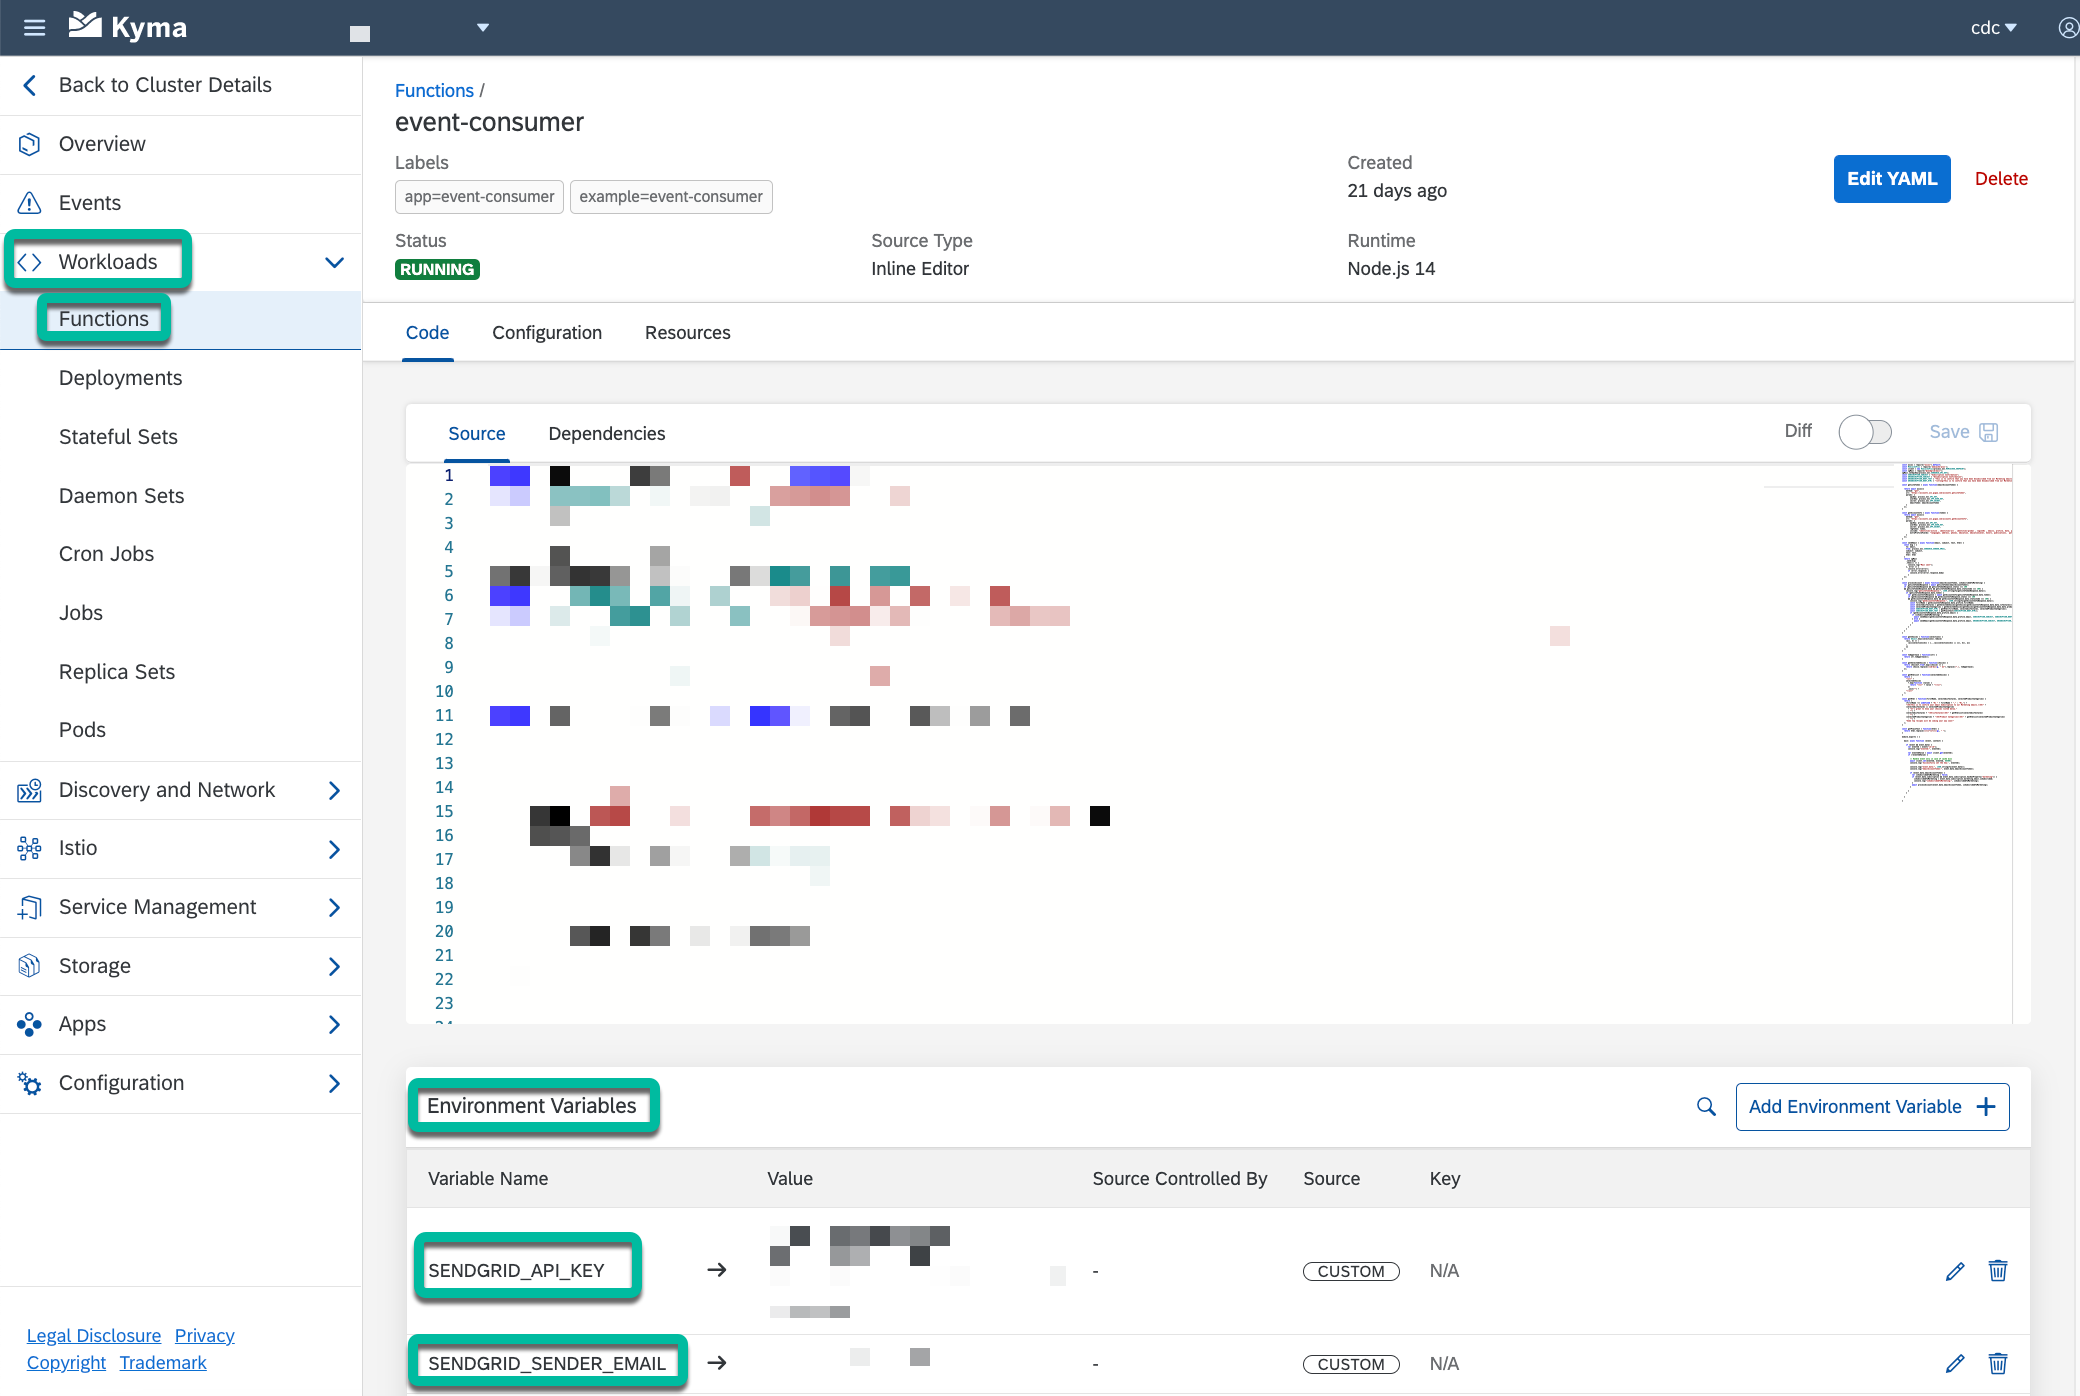 Kyma
cdc
Back to Cluster Details
Overview
Events
Workloads
Functions
Deployments
Stateful Sets
Daemon Sets
Cron Jobs
Jobs
Replica Sets
Pods
Discovery and Network
Istio
Service Management
Storage
Apps
Configuration
Legal Disclosure Privacy
Copyright Trademark
Functions /
event-consumer
Labels
app=event-consumer example=event-consumer
Created
21 days ago
Edit YAML Delete
Status
RUNNING
Source Type
Inline Editor
Runtime
Node.js 14
Code Configuration Resources
Source Dependencies
Diff Save
1
2
3
4
5
6
7
8
9
10
11
12
13
14
15
16
17
18
19
20
21
22
23
Environment Variables
Add Environment Variable
Variable Name Value Source Controlled By Source Key
SENDGRID_API_KEY - CUSTOM N/A
SENDGRID_SENDER_EMAIL - CUSTOM N/A